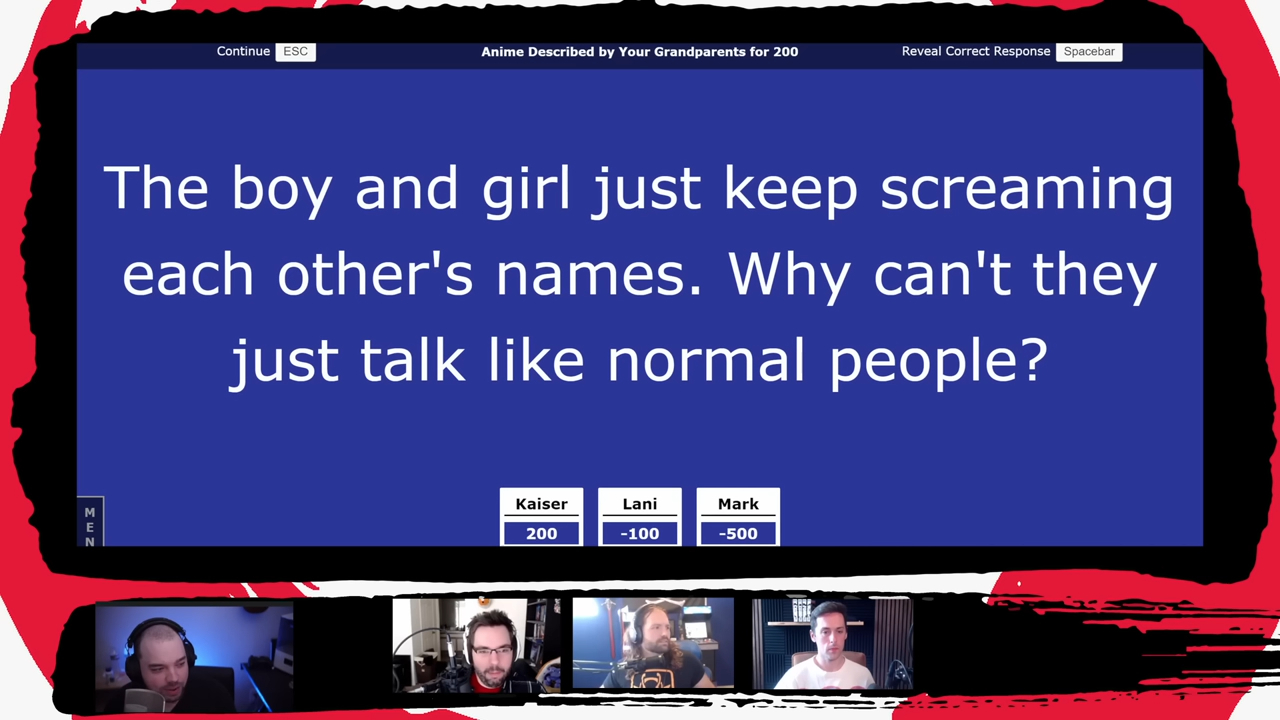 Continue ESC Anime Described by Your Grandparents for 200 Reveal Correct Response Spacebar
The boy and girl just keep screaming
each other's names. Why can't they
just talk like normal people?
M
E
N
Kaiser Lani Mark
200 -100 -500